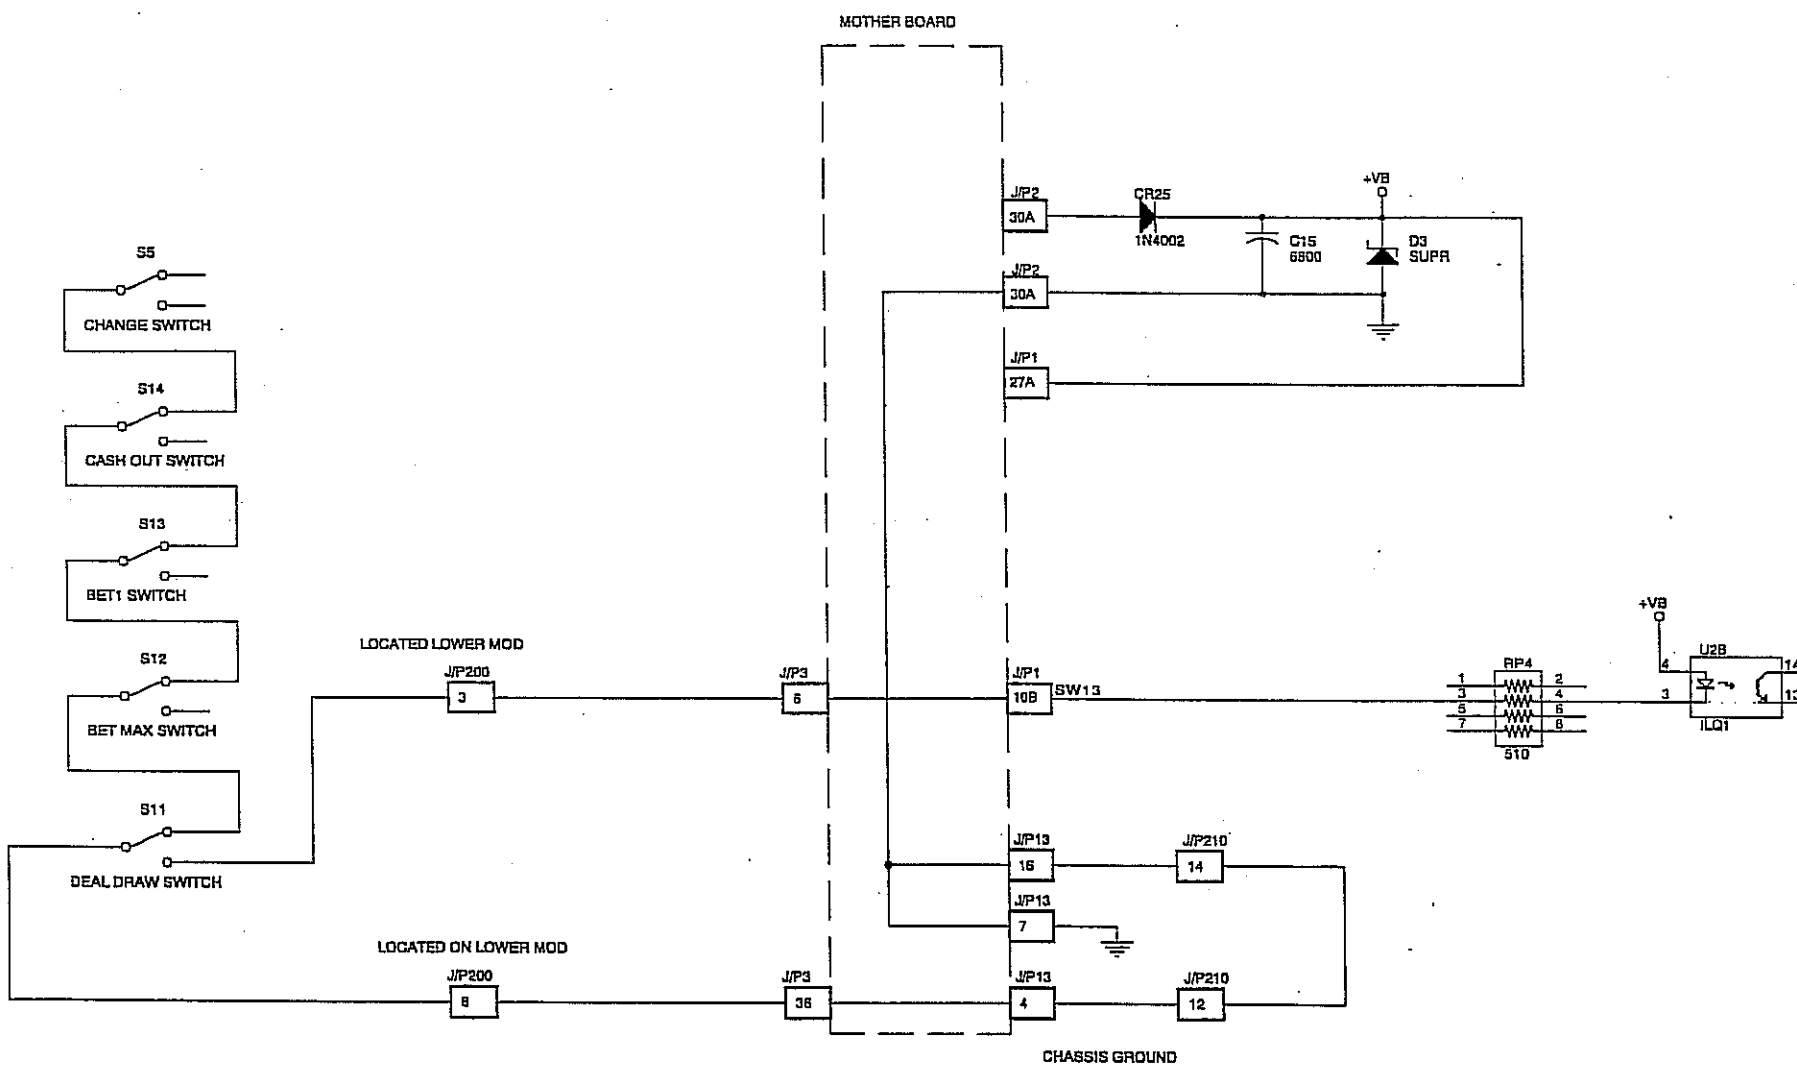 MOTHER BOARD
J/P2
30A
CR25
1N4002
+VB
C15
6800
D3
SUPR
J/P2
30A
J/P1
27A
S5
CHANGE SWITCH
S14
CASH OUT SWITCH
S13
BET1 SWITCH
S12
BET MAX SWITCH
S11
DEAL DRAW SWITCH
LOCATED LOWER MOD
J/P200
3
J/P3
6
J/P1
10B
SW13
RP4
1 2
3 4
5 6
7 8
510
+VB
U2B
4 14
3 13
ILQ1
J/P13
16
J/P210
14
J/P13
7
LOCATED ON LOWER MOD
J/P200
8
J/P3
36
J/P13
4
J/P210
12
CHASSIS GROUND